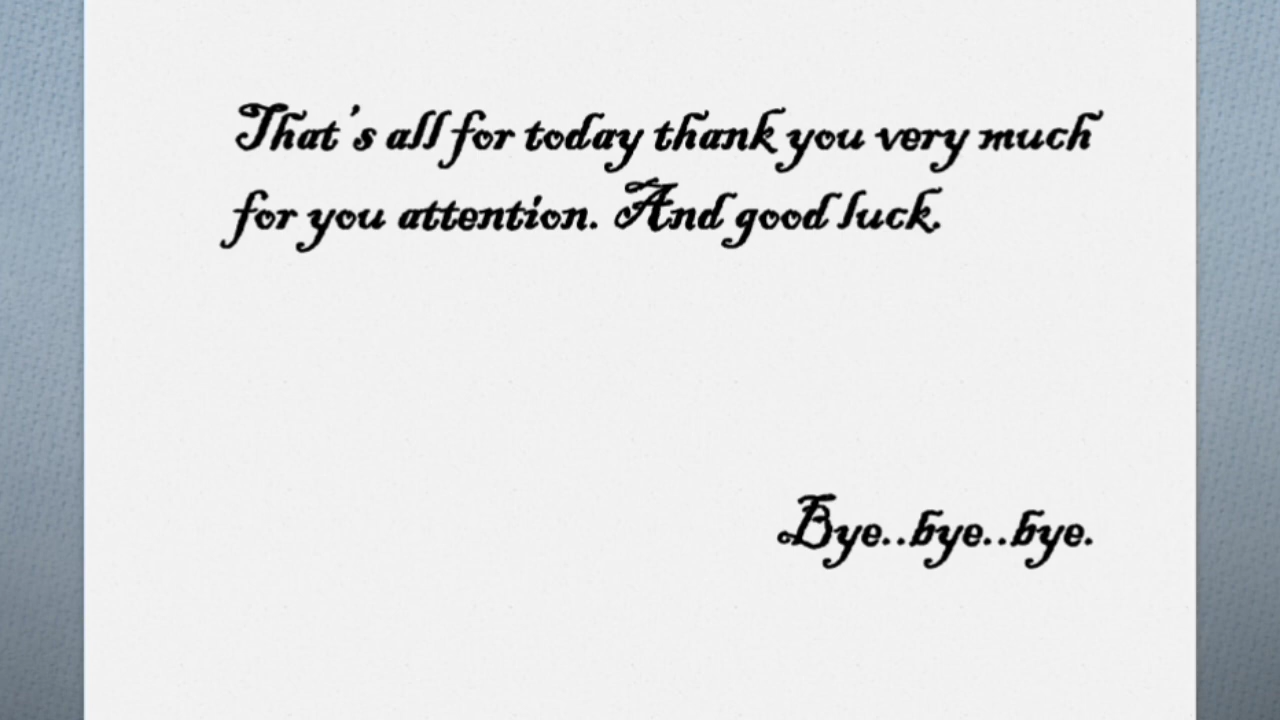 That's all for today thank you very much
for you attention. And good luck.
Bye..bye..bye.